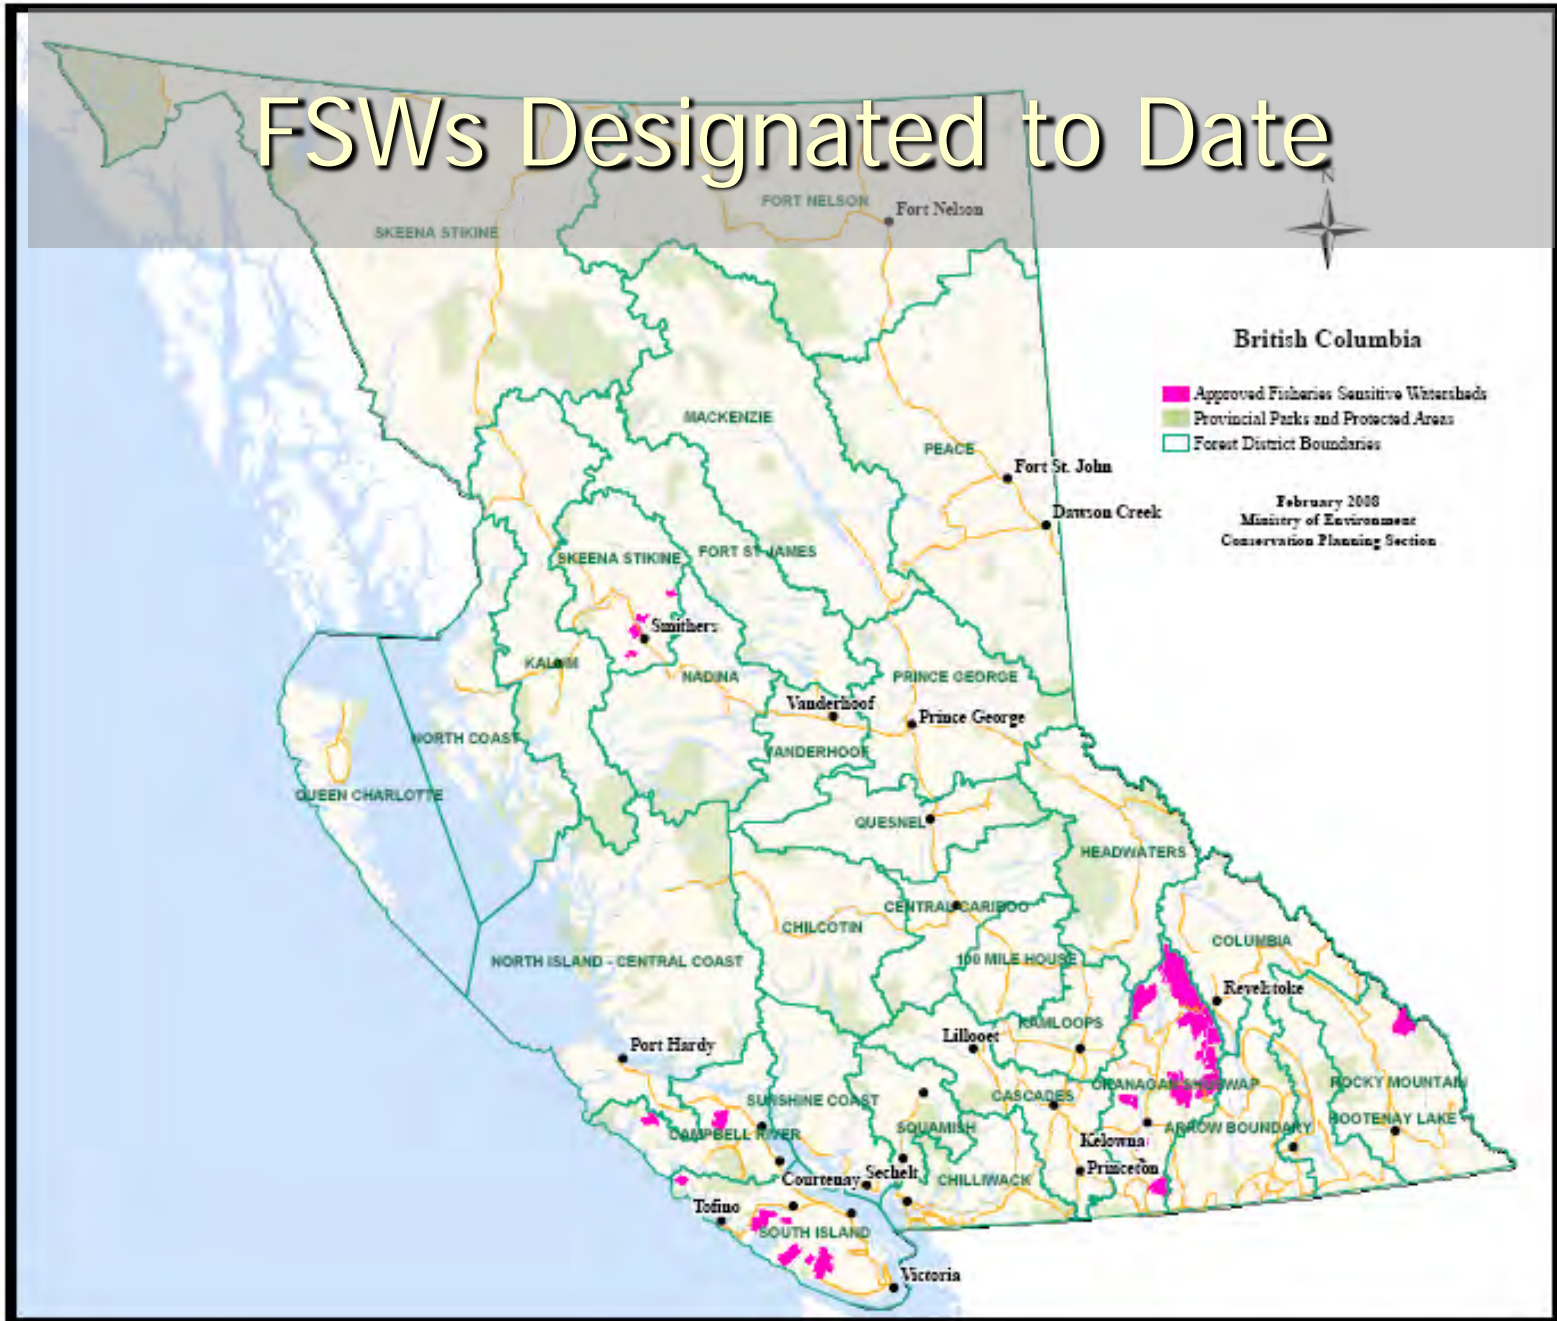 FSWs Designated to Date
N
FORT NELSON
Fort Nelson
SKEENA STIKINE
British Columbia
Approved Fisheries Sensitive Watersheds
Provincial Parks and Protected Areas
Forest District Boundaries
February 2008
Ministry of Environment
Conservation Planning Section
MACKENZIE
PEACE
Fort St. John
Dawson Creek
SKEENA STIKINE
FORT ST JAMES
Smithers
KALUM
NADINA
PRINCE GEORGE
Vanderhoof
Prince George
NORTH COAST
VANDERHOOF
QUEEN CHARLOTTE
QUESNEL
HEADWATERS
CENTRAL CARIBOO
CHILCOTIN
COLUMBIA
NORTH ISLAND - CENTRAL COAST
100 MILE HOUSE
Revelstoke
KAMLOOPS
Lillooet
Port Hardy
OKANAGAN SHUSWAP
ROCKY MOUNTAIN
CASCADES
SUNSHINE COAST
KOOTENAY LAKE
SQUAMISH
ARROW BOUNDARY
CAMPBELL RIVER
Kelowna
Princeton
Sechelt
Courtenay
CHILLIWACK
Tofino
SOUTH ISLAND
Victoria